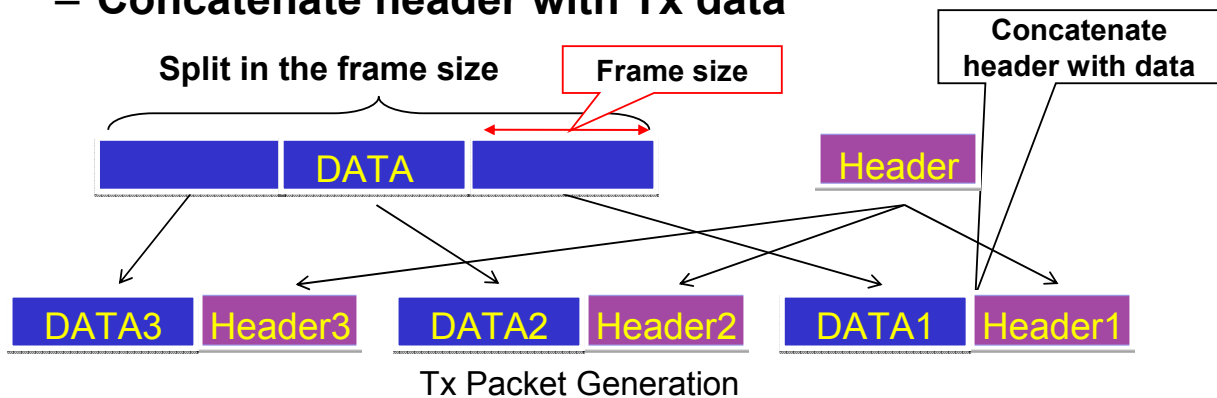 – Concatenate header with Tx data
Concatenate
header with data
Split in the frame size
Frame size
DATA
Header
DATA3 Header3 DATA2 Header2 DATA1 Header1
Tx Packet Generation